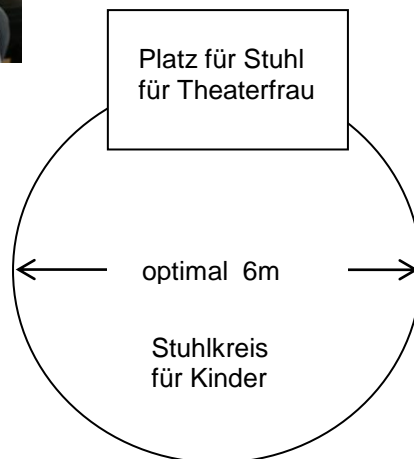 Platz für Stuhl
für Theaterfrau
optimal 6m
Stuhlkreis
für Kinder